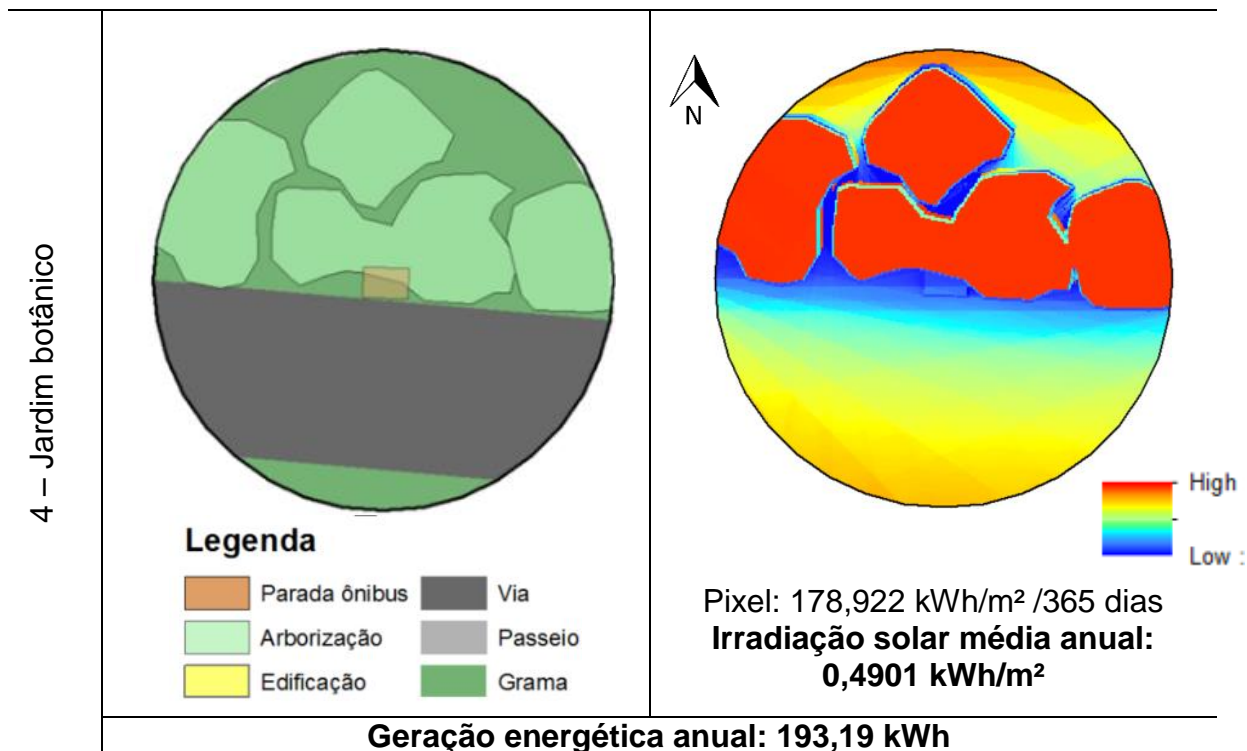 4 – Jardim botânico
Legenda
Parada ônibus
Via
Arborização
Passeio
Edificação
Grama
N
High
Low :
Pixel: 178,922 kWh/m² /365 dias
Irradiação solar média anual:
0,4901 kWh/m²
Geração energética anual: 193,19 kWh